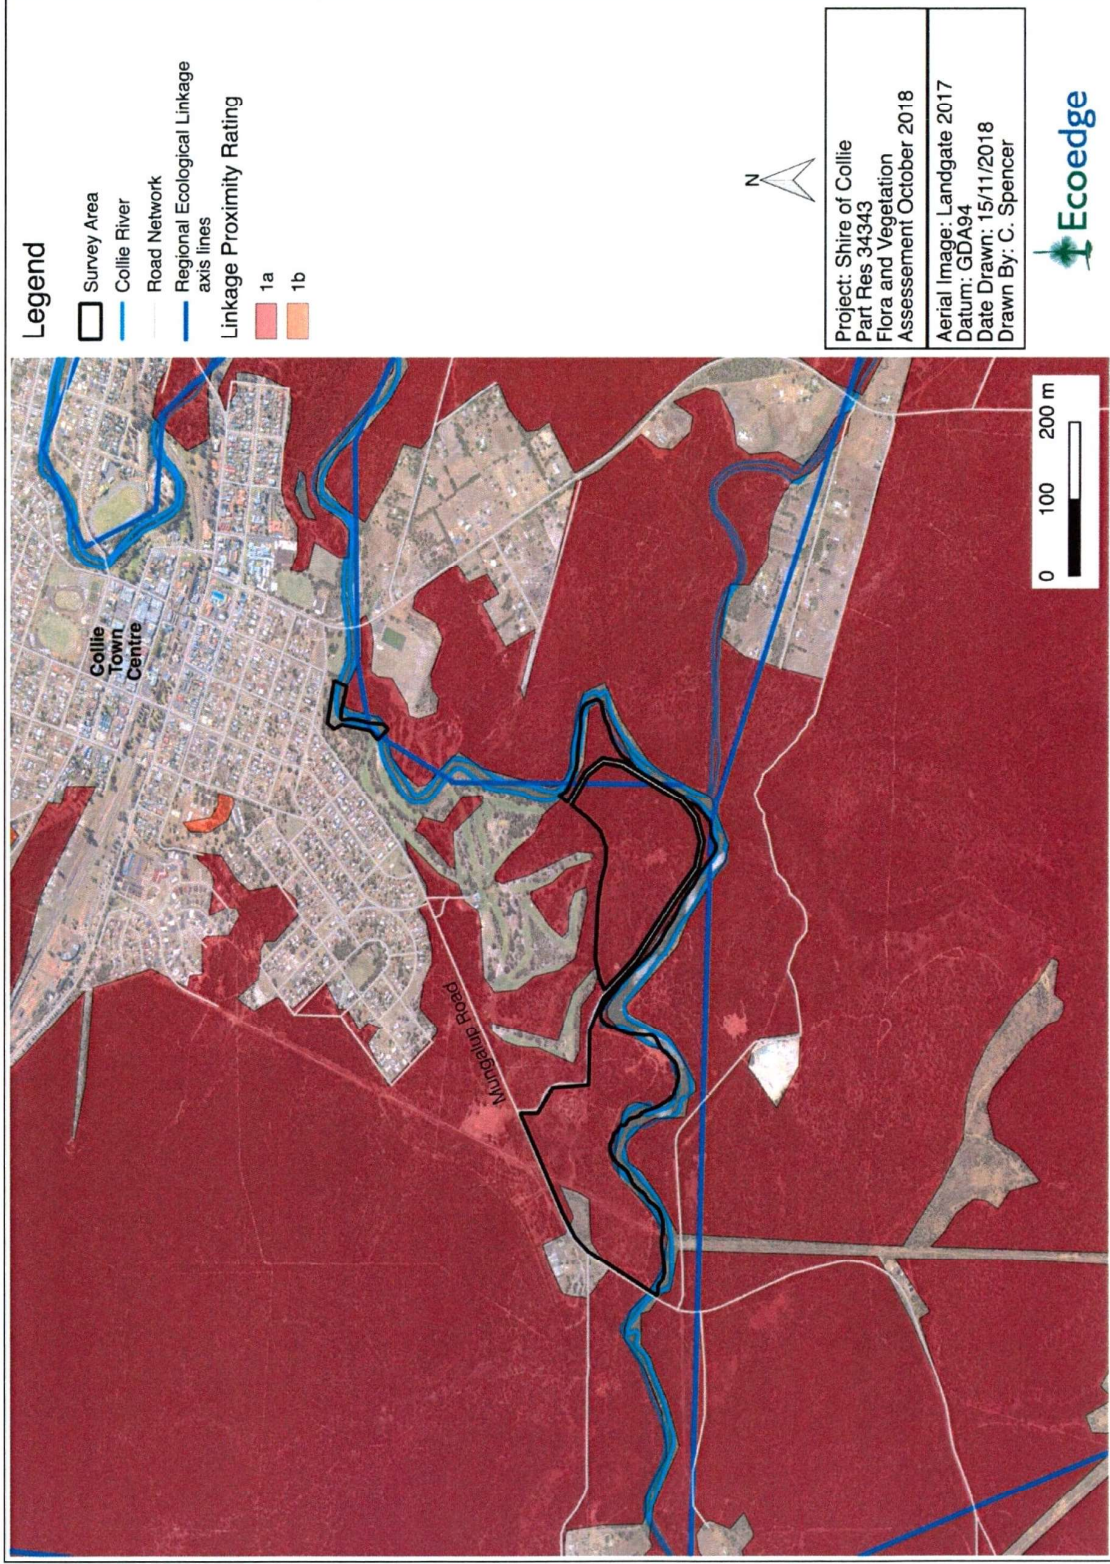 Legend
Survey Area
Collie River
Road Network
Regional Ecological Linkage
axis lines
Linkage Proximity Rating
1a
1b
N
Project: Shire of Collie
Part Res 34343
Flora and Vegetation
Assessement October 2018
Aerial Image: Landgate 2017
Datum: GDA94
Date Drawn: 15/11/2018
Drawn By: C. Spencer
Ecoedge
Collie
Town
Centre
Mungalup Road
0 100 200 m